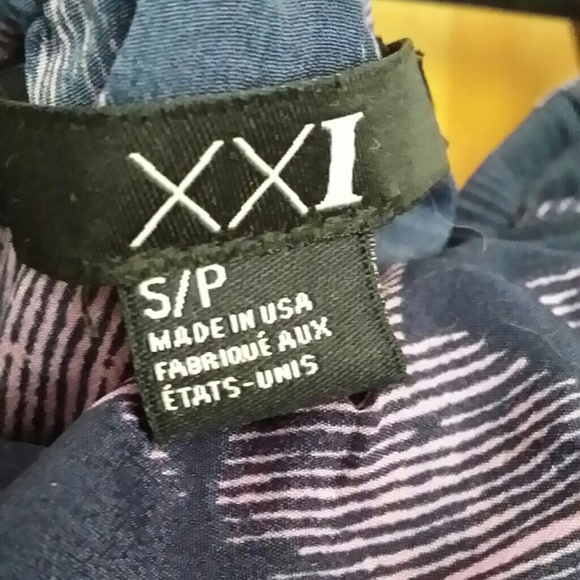 XXI
S/P
MADE IN USA
FABRIQUÉ AUX
ÉTATS-UNIS